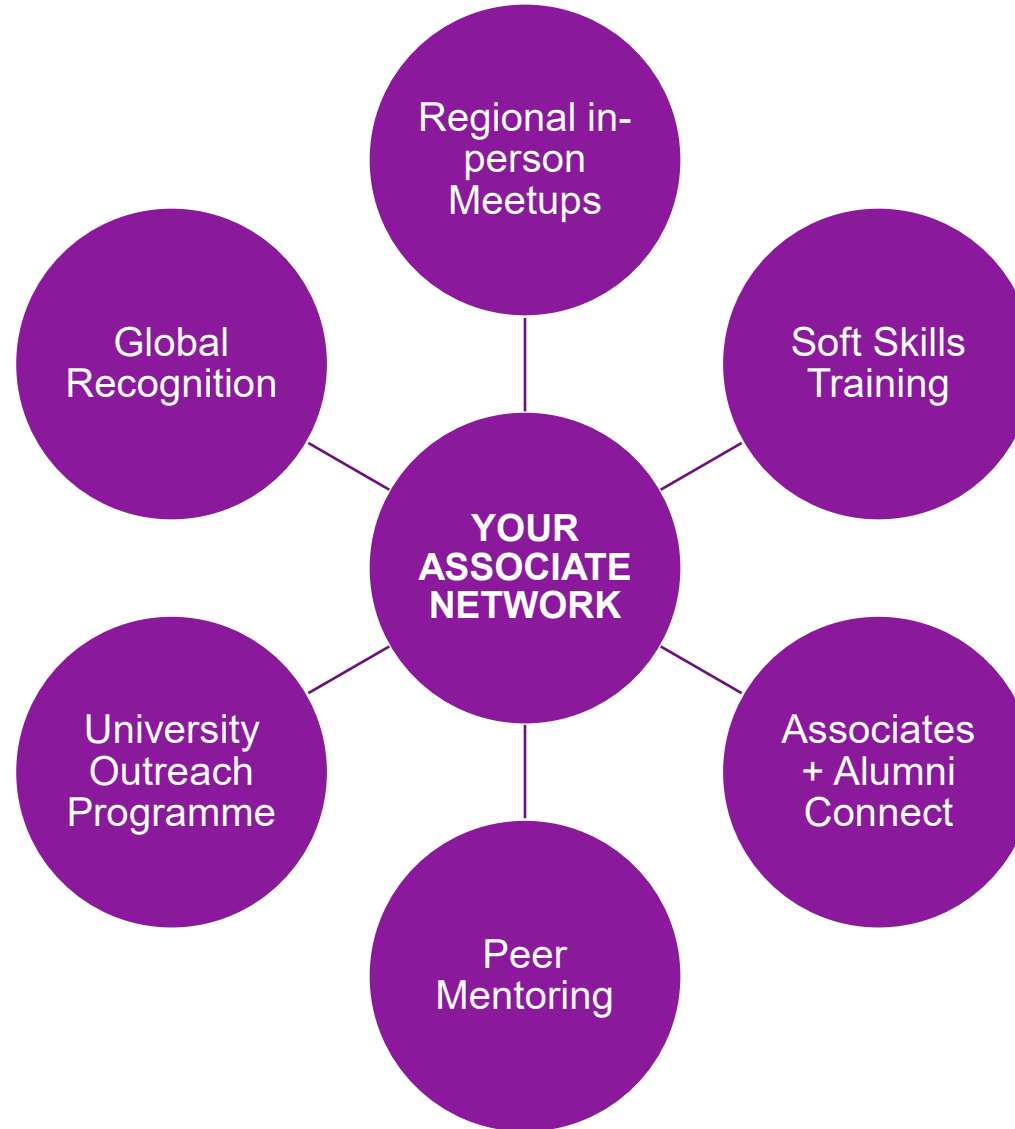 Regional in-
person
Meetups
Global
Recognition
Soft Skills
Training
YOUR
ASSOCIATE
NETWORK
University
Outreach
Programme
Associates
+ Alumni
Connect
Peer
Mentoring